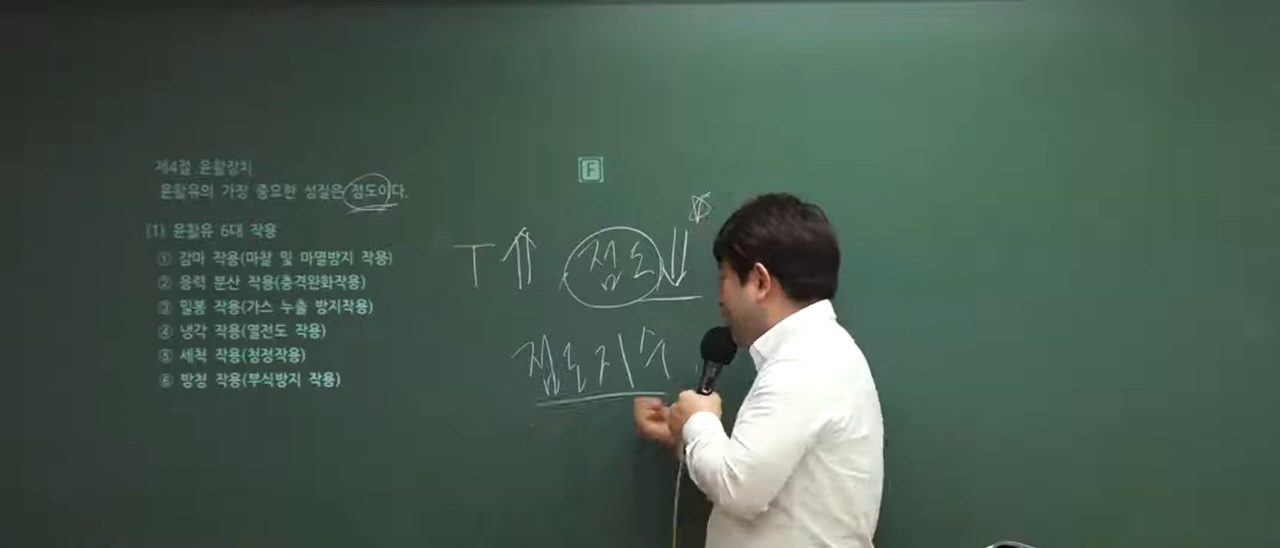 제4절 윤활장치
윤활유의 가장 중요한 성질은 점도이다.
(1) 윤활유 6대 작용
① 감마 작용(마찰 및 마멸방지 작용)
② 응력 분산 작용(충격완화작용)
③ 밀봉 작용(가스 누출 방지작용)
④ 냉각 작용(열전도 작용)
⑤ 세척 작용(청정작용)
⑥ 방청 작용(부식방지 작용)
F
T⇑ 점도⇓
점도지수